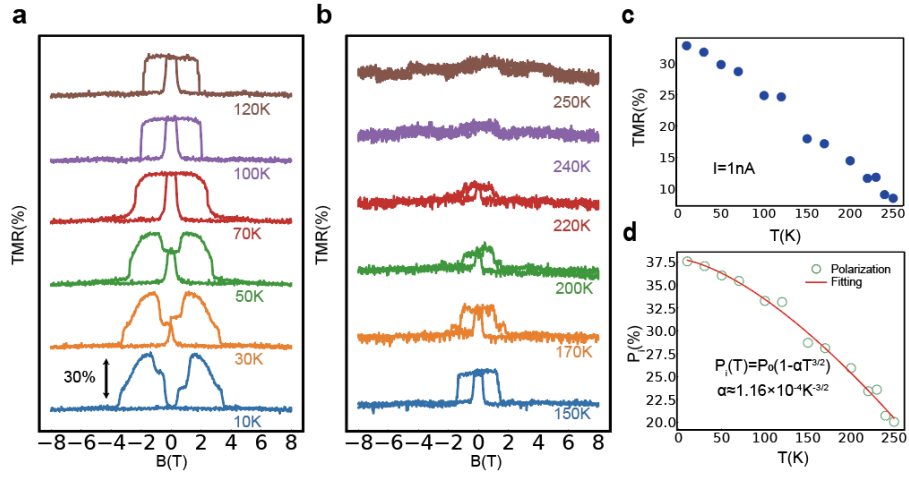 a
TMR(%)
120K
100K
70K
50K
30K
30%
10K
−8 −6 −4 −2 0 2 4 6 8
B(T)
b
TMR(%)
250K
240K
220K
200K
170K
150K
−8 −6 −4 −2 0 2 4 6 8
B(T)
c
TMR(%)
30
25
20
15
10
I=1nA
0 50 100 150 200 250
T(K)
d
Pᵢ(%)
37.5
35.0
32.5
30.0
27.5
25.0
22.5
20.0
Polarization
Fitting
Pᵢ(T)=P₀(1-αT³ᐟ²)
α≈1.16×10⁻⁴K⁻³ᐟ²
0 50 100 150 200 250
T(K)